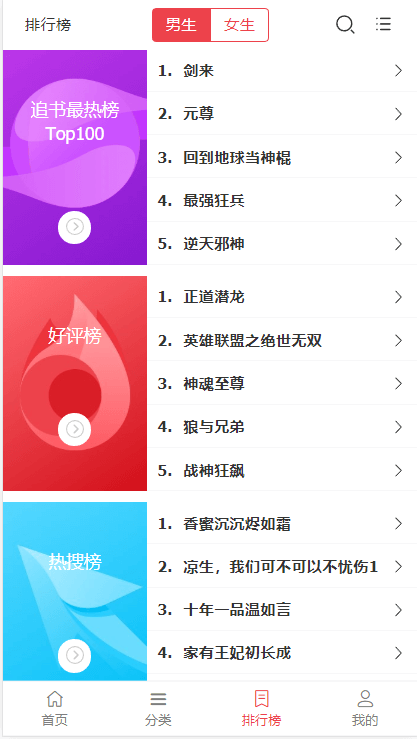 排行榜
男生
女生
追书最热榜
Top100
1. 剑来
2. 元尊
3. 回到地球当神棍
4. 最强狂兵
5. 逆天邪神
好评榜
1. 正道潜龙
2. 英雄联盟之绝世无双
3. 神魂至尊
4. 狼与兄弟
5. 战神狂飙
热搜榜
1. 香蜜沉沉烬如霜
2. 凉生，我们可不可以不忧伤1
3. 十年一品温如言
4. 家有王妃初长成
首页
分类
排行榜
我的